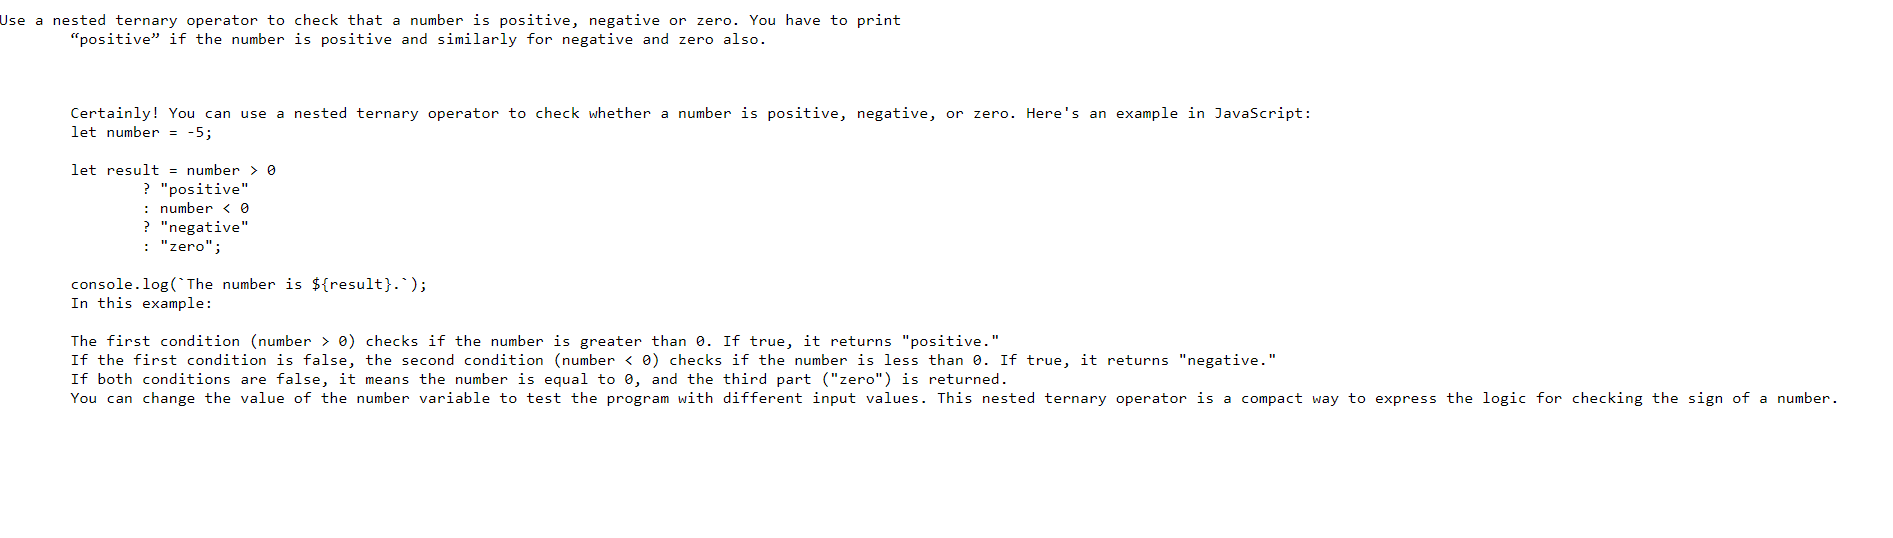 Use a nested ternary operator to check that a number is positive, negative or zero. You have to print
“positive” if the number is positive and similarly for negative and zero also.
Certainly! You can use a nested ternary operator to check whether a number is positive, negative, or zero. Here's an example in JavaScript:
let number = -5;
let result = number > 0
? "positive"
: number < 0
? "negative"
: "zero";
console.log(`The number is ${result}.`);
In this example:
The first condition (number > 0) checks if the number is greater than 0. If true, it returns "positive."
If the first condition is false, the second condition (number < 0) checks if the number is less than 0. If true, it returns "negative."
If both conditions are false, it means the number is equal to 0, and the third part ("zero") is returned.
You can change the value of the number variable to test the program with different input values. This nested ternary operator is a compact way to express the logic for checking the sign of a number.